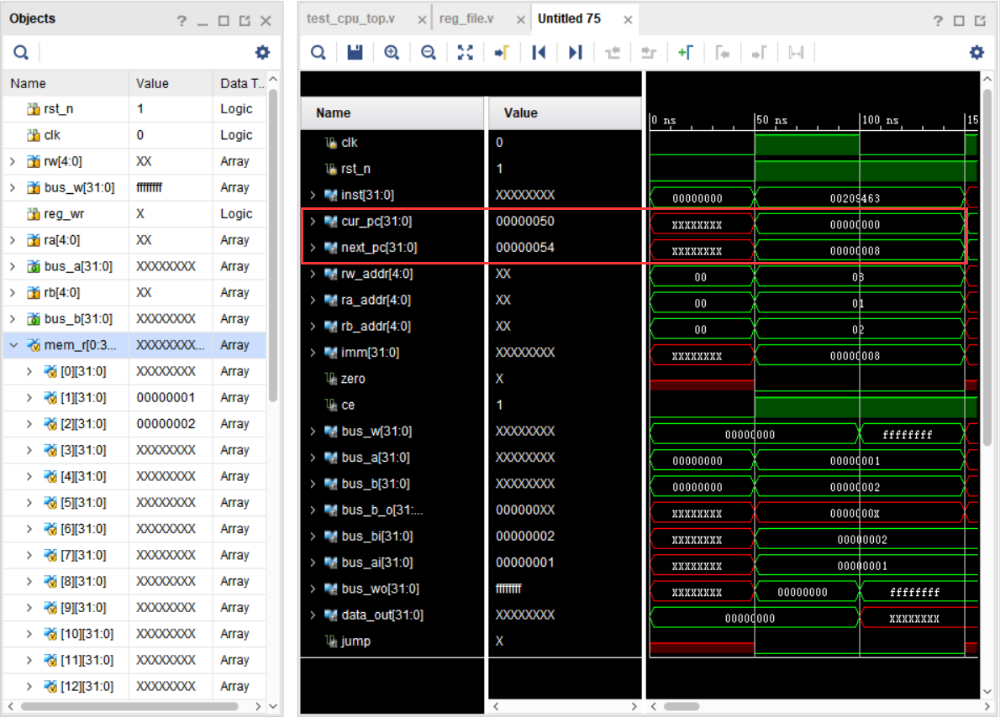 Objects
?
Name Value Data T...
rst_n 1 Logic
clk 0 Logic
rw[4:0] XX Array
bus_w[31:0] ffffffff Array
reg_wr X Logic
ra[4:0] XX Array
bus_a[31:0] XXXXXXXX Array
rb[4:0] XX Array
bus_b[31:0] XXXXXXXX Array
mem_r[0:3... XXXXXXXX... Array
[0][31:0] XXXXXXXX Array
[1][31:0] 00000001 Array
[2][31:0] 00000002 Array
[3][31:0] XXXXXXXX Array
[4][31:0] XXXXXXXX Array
[5][31:0] XXXXXXXX Array
[6][31:0] XXXXXXXX Array
[7][31:0] XXXXXXXX Array
[8][31:0] XXXXXXXX Array
[9][31:0] XXXXXXXX Array
[10][31:0] XXXXXXXX Array
[11][31:0] XXXXXXXX Array
[12][31:0] XXXXXXXX Array
test_cpu_top.v reg_file.v Untitled 75
?
Name Value
0 ns 50 ns 100 ns 15
clk 0
rst_n 1
inst[31:0] XXXXXXXX 00000000 00209463
cur_pc[31:0] 00000050 XXXXXXXX 00000000
next_pc[31:0] 00000054 XXXXXXXX 00000008
rw_addr[4:0] XX 00 08
ra_addr[4:0] XX 00 01
rb_addr[4:0] XX 00 02
imm[31:0] XXXXXXXX XXXXXXXX 00000008
zero X
ce 1
bus_w[31:0] XXXXXXXX 00000000 ffffffff
bus_a[31:0] XXXXXXXX 00000000 00000001
bus_b[31:0] XXXXXXXX 00000000 00000002
bus_b_o[31:... 000000XX XXXXXXXX 0000000X
bus_bi[31:0] 00000002 XXXXXXXX 00000002
bus_ai[31:0] 00000001 XXXXXXXX 00000001
bus_wo[31:0] ffffffff XXXXXXXX 00000000 ffffffff
data_out[31:0] XXXXXXXX 00000000 XXXXXXXX
jump X